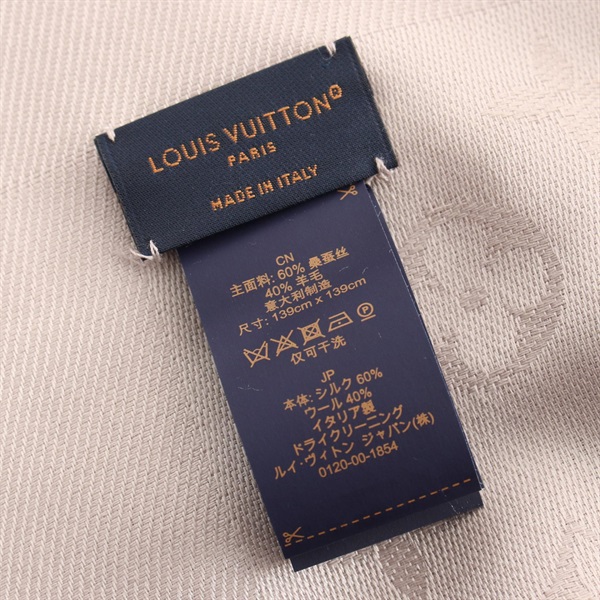 LOUIS VUITTON®
PARIS
MADE IN ITALY
CN
主面料: 60% 桑蚕丝
40% 羊毛
意大利制造
尺寸: 139cm x 139cm
P
仅可干洗
JP
本体: シルク 60%
ウール 40%
イタリア製
ドライクリーニング
ルイ・ヴィトン ジャパン(株)
0120-00-1854